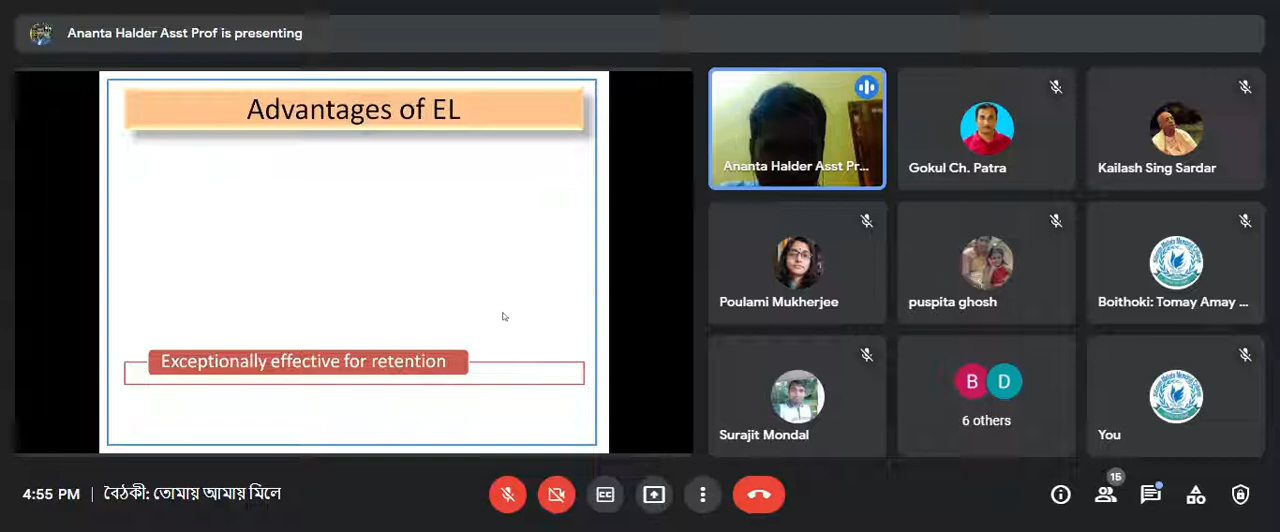 Ananta Halder Asst Prof is presenting
Advantages of EL
Exceptionally effective for retention
Ananta Halder Asst Pr...
Gokul Ch. Patra
Kailash Sing Sardar
Poulami Mukherjee
puspita ghosh
Boithoki: Tomay Amay ...
Surajit Mondal
B D
6 others
You
4:55 PM | বৈঠকী: তোমায় আমায় মিলে
CC
15